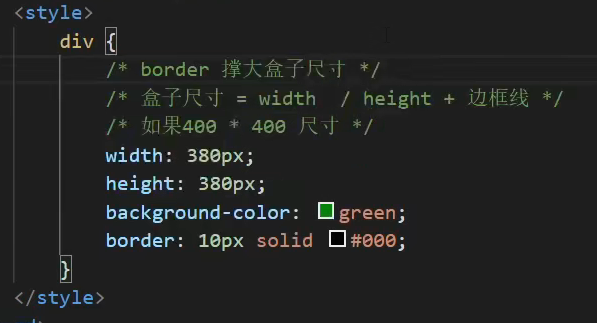 <style>
div {
/* border 撑大盒子尺寸 */
/* 盒子尺寸 = width  / height + 边框线 */
/* 如果400 * 400 尺寸 */
width: 380px;
height: 380px;
background-color: green;
border: 10px solid #000;
}
</style>